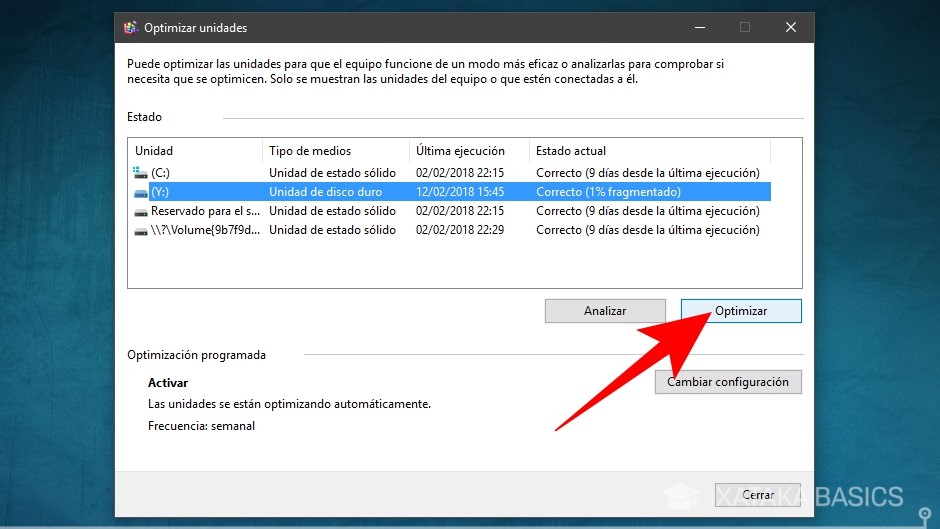 Optimizar unidades
Puede optimizar las unidades para que el equipo funcione de un modo más eficaz o analizarlas para comprobar si
necesita que se optimicen. Solo se muestran las unidades del equipo o que estén conectadas a él.
Estado
Unidad Tipo de medios Última ejecución Estado actual
(C:) Unidad de estado sólido 02/02/2018 22:15 Correcto (9 días desde la última ejecución)
(Y:) Unidad de disco duro 12/02/2018 15:45 Correcto (1% fragmentado)
Reservado para el s... Unidad de estado sólido 02/02/2018 22:15 Correcto (9 días desde la última ejecución)
\\?\Volume{9b7f9d... Unidad de estado sólido 02/02/2018 22:29 Correcto (9 días desde la última ejecución)
Analizar Optimizar
Optimización programada
Activar
Cambiar configuración
Las unidades se están optimizando automáticamente.
Frecuencia: semanal
Cerrar
XATAKA BASICS